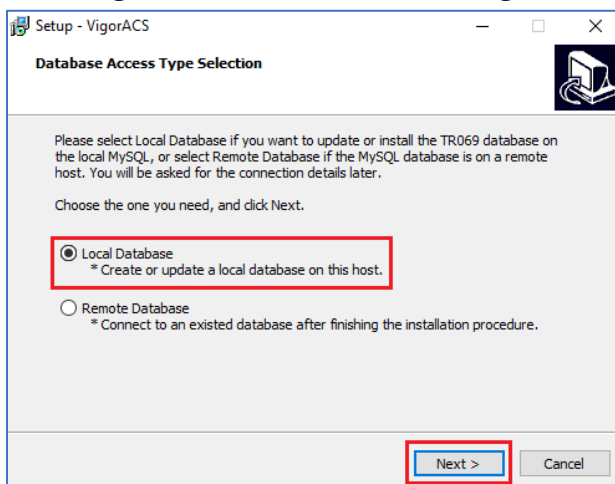 Setup - VigorACS
Database Access Type Selection
Please select Local Database if you want to update or install the TR069 database on
the local MySQL, or select Remote Database if the MySQL database is on a remote
host. You will be asked for the connection details later.
Choose the one you need, and click Next.
Local Database
* Create or update a local database on this host.
Remote Database
* Connect to an existed database after finishing the installation procedure.
Next >
Cancel